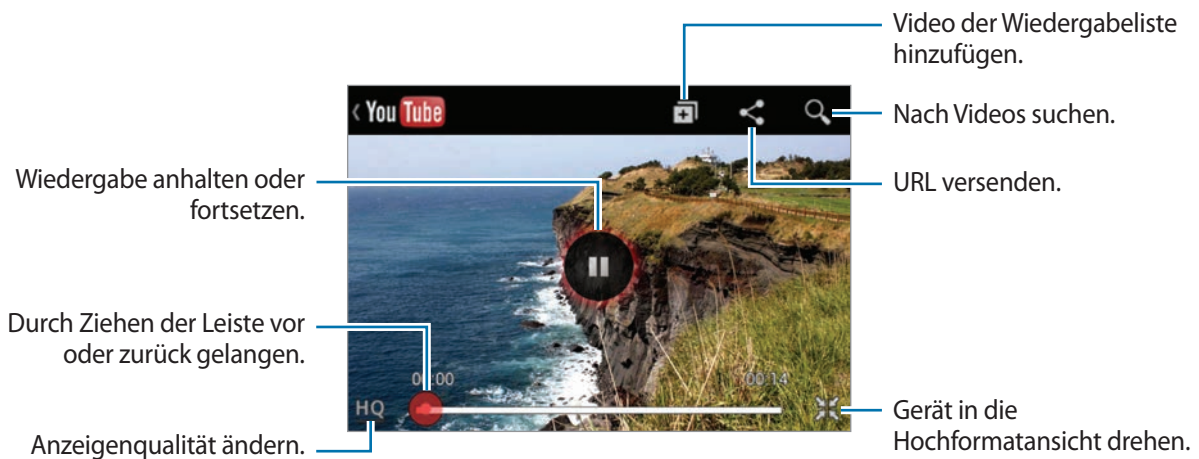 Video der Wiedergabeliste
hinzufügen.
You Tube
Nach Videos suchen.
Wiedergabe anhalten oder
fortsetzen.
URL versenden.
Durch Ziehen der Leiste vor
oder zurück gelangen.
00:00
00:14
HQ
Gerät in die
Hochformatansicht drehen.
Anzeigenqualität ändern.